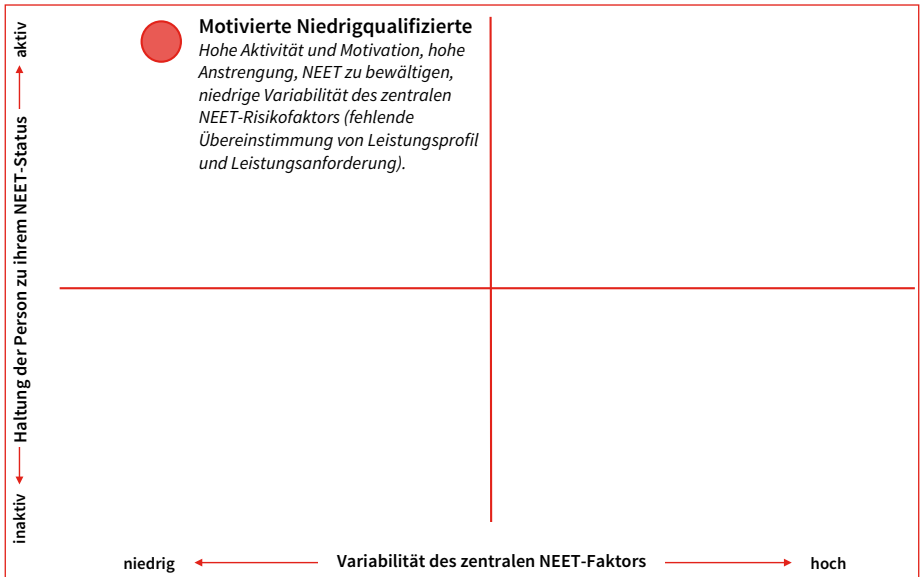 Motivierte Niedrigqualifizierte
Hohe Aktivität und Motivation, hohe
Anstrengung, NEET zu bewältigen,
niedrige Variabilität des zentralen
NEET-Risikofaktors (fehlende
Übereinstimmung von Leistungsprofil
und Leistungsanforderung).
aktiv
Haltung der Person zu ihrem NEET-Status
inaktiv
niedrig
Variabilität des zentralen NEET-Faktors
hoch